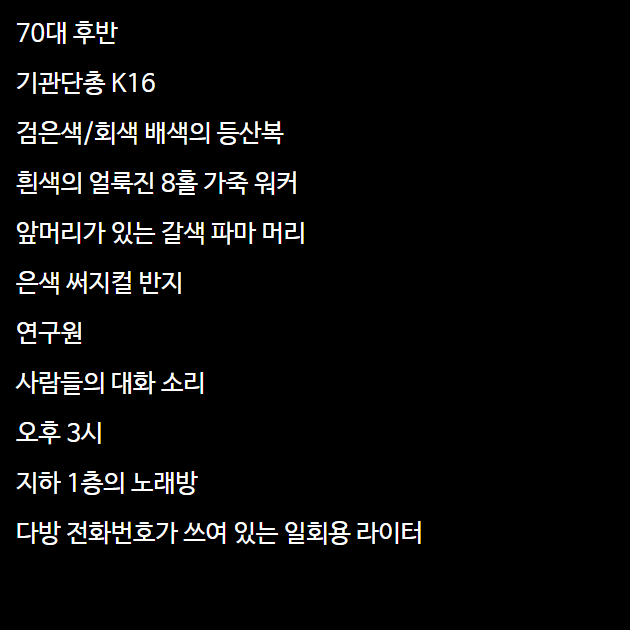 70대 후반
기관단총 K16
검은색/회색 배색의 등산복
흰색의 얼룩진 8홀 가죽 워커
앞머리가 있는 갈색 파마 머리
은색 써지컬 반지
연구원
사람들의 대화 소리
오후 3시
지하 1층의 노래방
다방 전화번호가 쓰여 있는 일회용 라이터